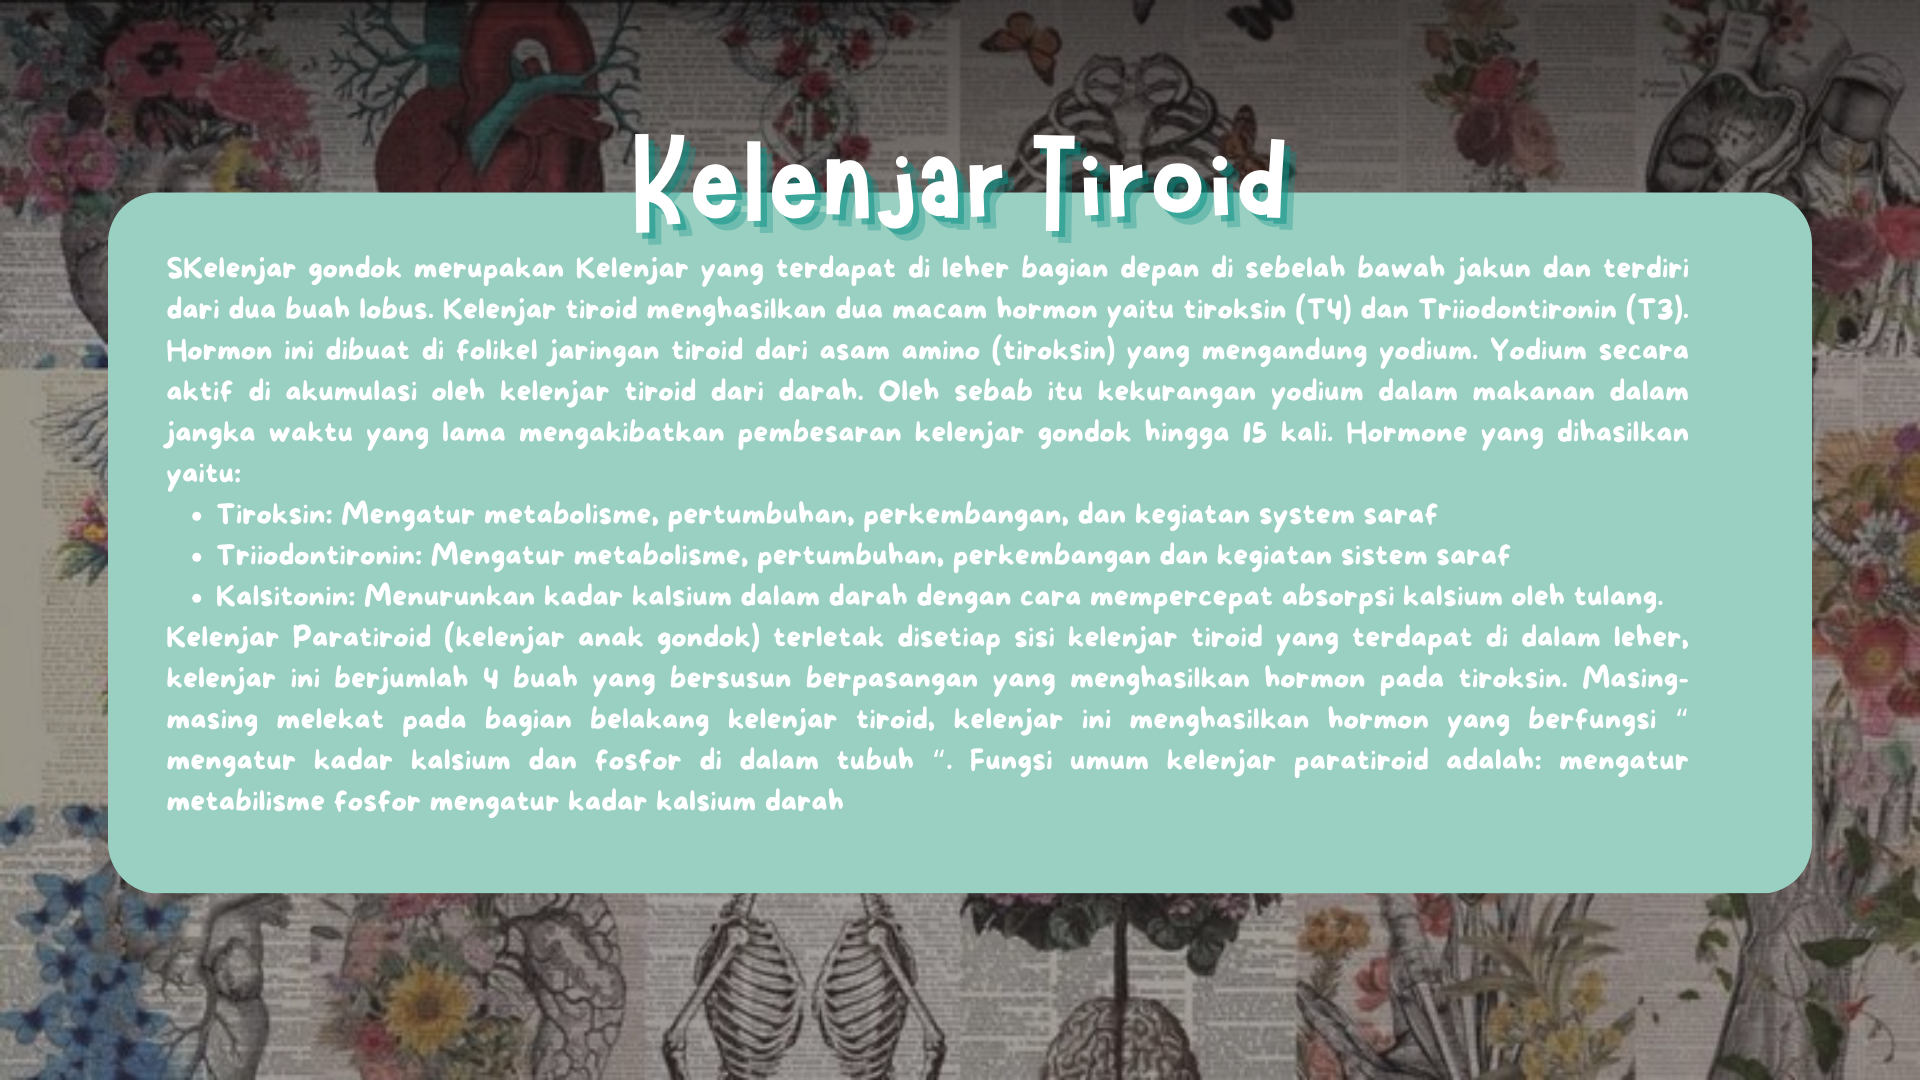 Kelenjar Tiroid
SKelenjar gondok merupakan Kelenjar yang terdapat di leher bagian depan di sebelah bawah jakun dan terdiri
dari dua buah lobus. Kelenjar tiroid menghasilkan dua macam hormon yaitu tiroksin (T4) dan Triiodontironin (T3).
Hormon ini dibuat di folikel jaringan tiroid dari asam amino (tiroksin) yang mengandung yodium. Yodium secara
aktif di akumulasi oleh kelenjar tiroid dari darah. Oleh sebab itu kekurangan yodium dalam makanan dalam
jangka waktu yang lama mengakibatkan pembesaran kelenjar gondok hingga 15 kali. Hormone yang dihasilkan
yaitu:
• Tiroksin: Mengatur metabolisme, pertumbuhan, perkembangan, dan kegiatan system saraf
• Triiodontironin: Mengatur metabolisme, pertumbuhan, perkembangan dan kegiatan sistem saraf
• Kalsitonin: Menurunkan kadar kalsium dalam darah dengan cara mempercepat absorpsi kalsium oleh tulang.
Kelenjar Paratiroid (kelenjar anak gondok) terletak disetiap sisi kelenjar tiroid yang terdapat di dalam leher,
kelenjar ini berjumlah 4 buah yang bersusun berpasangan yang menghasilkan hormon pada tiroksin. Masing-
masing melekat pada bagian belakang kelenjar tiroid, kelenjar ini menghasilkan hormon yang berfungsi “
mengatur kadar kalsium dan fosfor di dalam tubuh “. Fungsi umum kelenjar paratiroid adalah: mengatur
metabilisme fosfor mengatur kadar kalsium darah